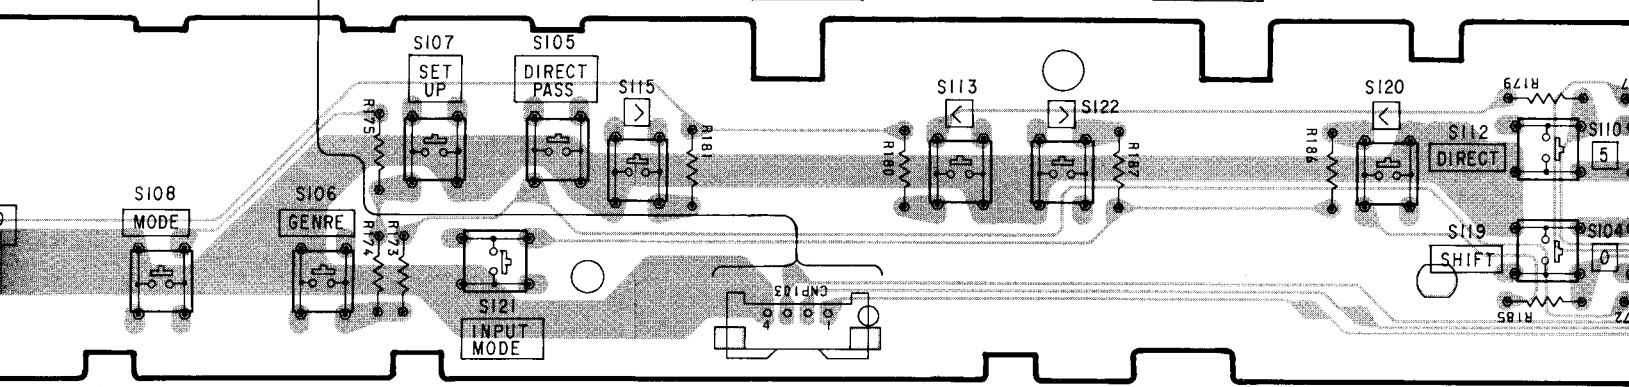 S107
SET
UP
S105
DIRECT
PASS
S115
>
S113
<
>
S122
S120
<
R179
R175
R181
R180
R187
R186
S112
DIRECT
S110
5
S108
MODE
S106
GENRE
R174
R173
S121
INPUT
MODE
CNP103
4
1
S119
SHIFT
S104
0
R185